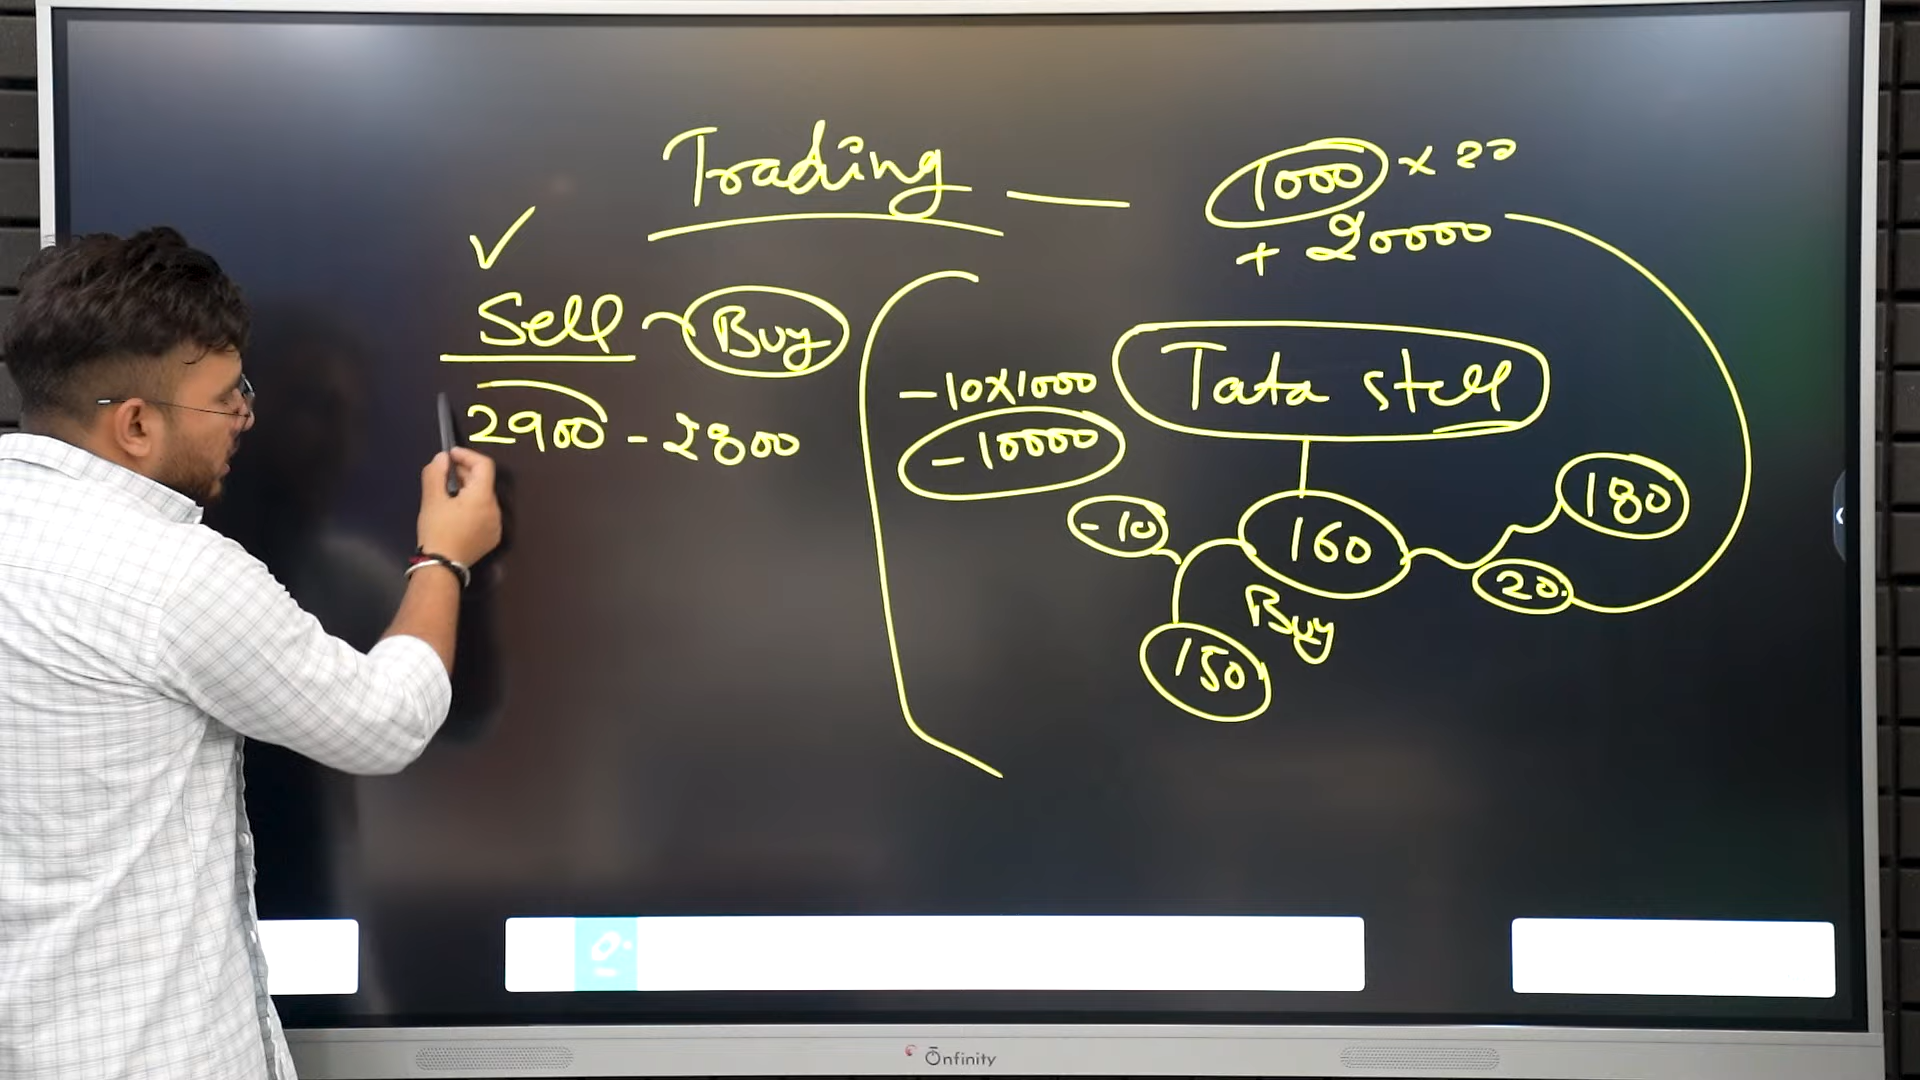 Trading —
1000 × 20
+ 20000
✓
Sell Buy
2900 - 2800
- 10×1000
- 10000
Tata steel
- 10
160
180
20
Buy
150
Onfinity